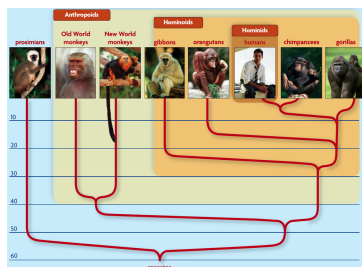 Anthropoids
Hominoids
Hominids
prosimians
Old World
monkeys
New World
monkeys
gibbons
orangutans
humans
chimpanzees
gorillas
10
20
30
40
50
60